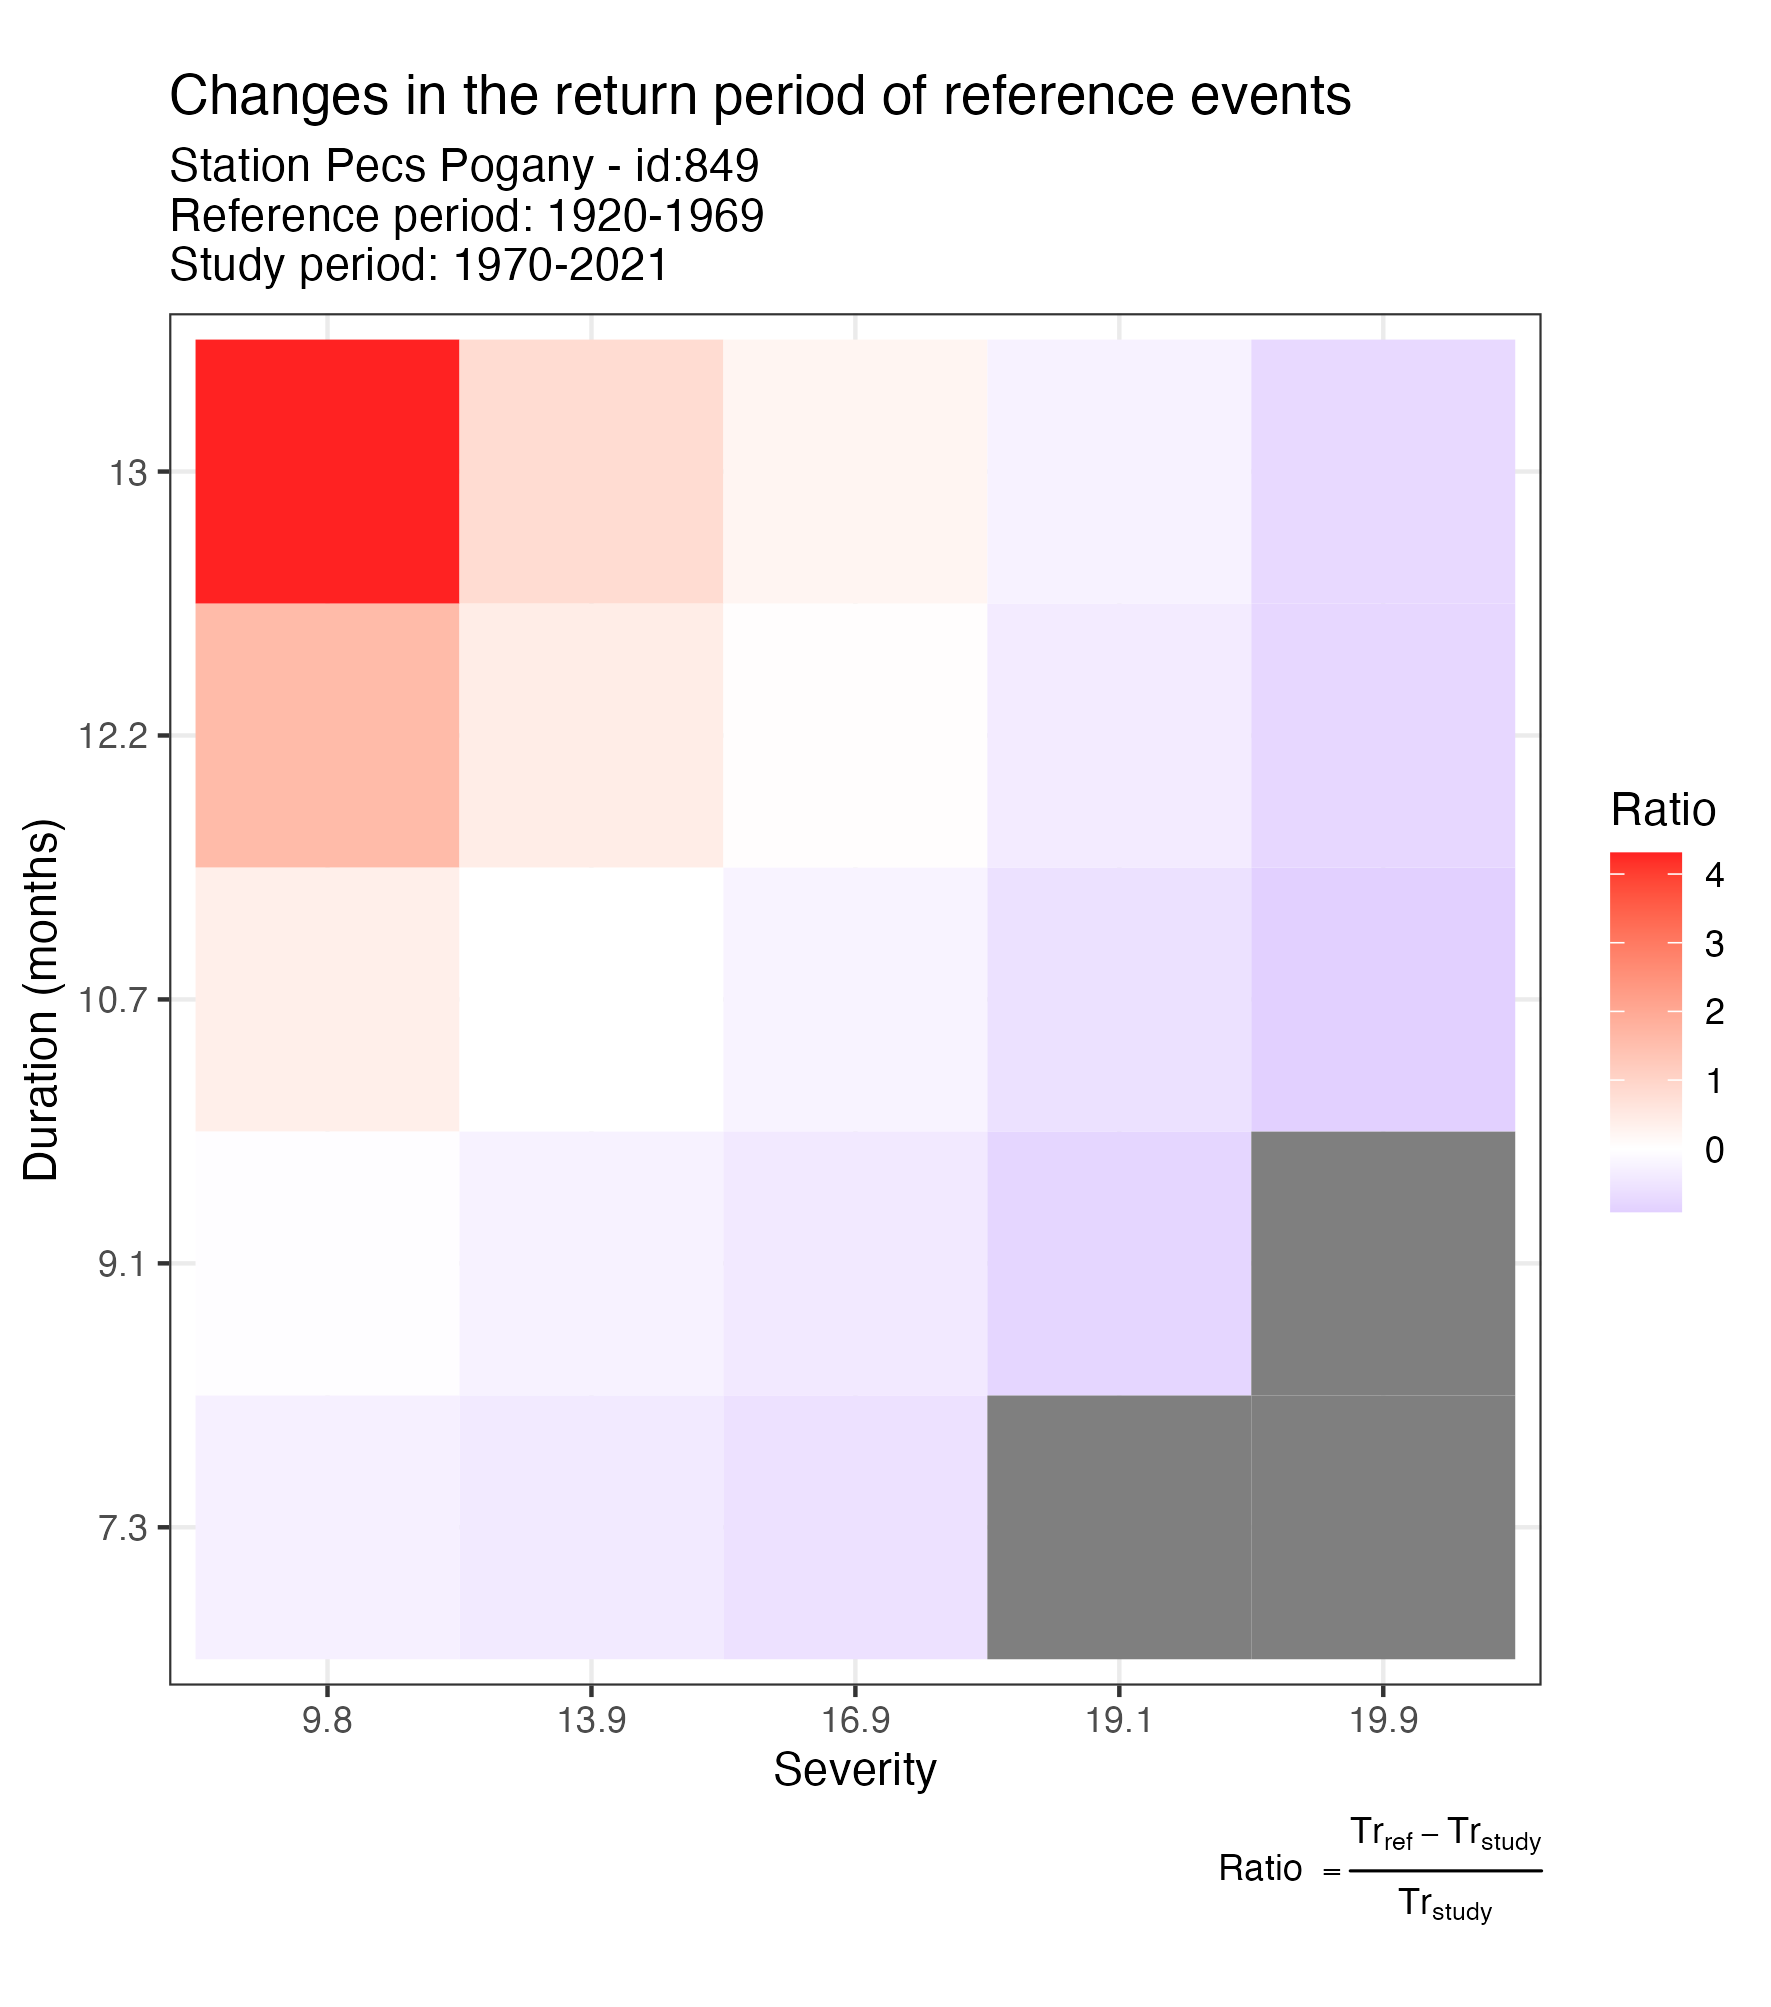 Changes in the return period of reference events
Station Pecs Pogany - id:849
Reference period: 1920-1969
Study period: 1970-2021
13
12.2
10.7
9.1
7.3
Duration (months)
9.8 13.9 16.9 19.1 19.9
Severity
Ratio
4
3
2
1
0
Tr_ref − Tr_study
Ratio =
Tr_study